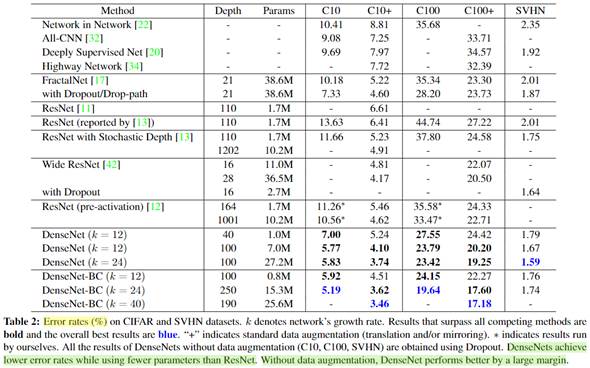 Method Depth Params C10 C10+ C100 C100+ SVHN
Network in Network [22] - - 10.41 8.81 35.68 - 2.35
All-CNN [32] - - 9.08 7.25 - 33.71 -
Deeply Supervised Net [20] - - 9.69 7.97 - 34.57 1.92
Highway Network [34] - - - 7.72 - 32.39 -
FractalNet [17] 21 38.6M 10.18 5.22 35.34 23.30 2.01
with Dropout/Drop-path 21 38.6M 7.33 4.60 28.20 23.73 1.87
ResNet [11] 110 1.7M - 6.61 - - -
ResNet (reported by [13]) 110 1.7M 13.63 6.41 44.74 27.22 2.01
ResNet with Stochastic Depth [13] 110 1.7M 11.66 5.23 37.80 24.58 1.75
1202 10.2M - 4.91 - - -
Wide ResNet [42] 16 11.0M - 4.81 - 22.07 -
28 36.5M - 4.17 - 20.50 -
with Dropout 16 2.7M - - - - 1.64
ResNet (pre-activation) [12] 164 1.7M 11.26* 5.46 35.58* 24.33 -
1001 10.2M 10.56* 4.62 33.47* 22.71 -
DenseNet (k = 12) 40 1.0M 7.00 5.24 27.55 24.42 1.79
DenseNet (k = 12) 100 7.0M 5.77 4.10 23.79 20.20 1.67
DenseNet (k = 24) 100 27.2M 5.83 3.74 23.42 19.25 1.59
DenseNet-BC (k = 12) 100 0.8M 5.92 4.51 24.15 22.27 1.76
DenseNet-BC (k = 24) 250 15.3M 5.19 3.62 19.64 17.60 1.74
DenseNet-BC (k = 40) 190 25.6M - 3.46 - 17.18 -
Table 2: Error rates (%) on CIFAR and SVHN datasets. k denotes network's growth rate. Results that surpass all competing methods are
bold and the overall best results are blue. "+" indicates standard data augmentation (translation and/or mirroring). * indicates results run
by ourselves. All the results of DenseNets without data augmentation (C10, C100, SVHN) are obtained using Dropout. DenseNets achieve
lower error rates while using fewer parameters than ResNet. Without data augmentation, DenseNet performs better by a large margin.